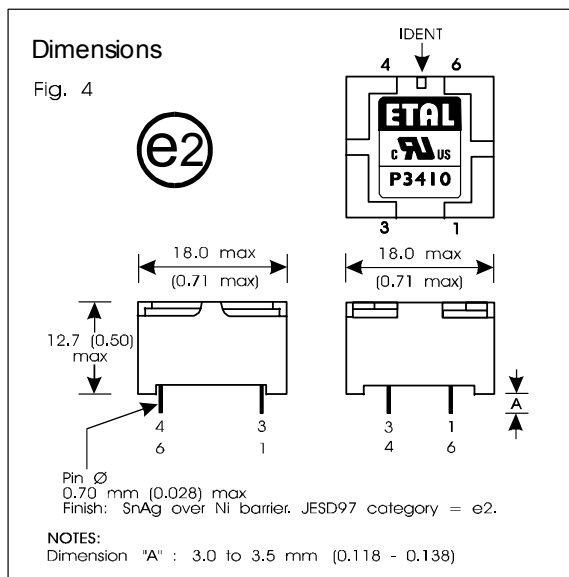 Dimensions
Fig. 4
e2
IDENT
4 6
ETAL
c RU US
P3410
3 1
18.0 max
(0.71 max)
18.0 max
(0.71 max)
12.7 (0.50)
max
A
4 3
6 1
3 1
4 6
Pin Ø
0.70 mm (0.028) max
Finish: SnAg over Ni barrier. JESD97 category = e2.
NOTES:
Dimension "A" : 3.0 to 3.5 mm (0.118 - 0.138)